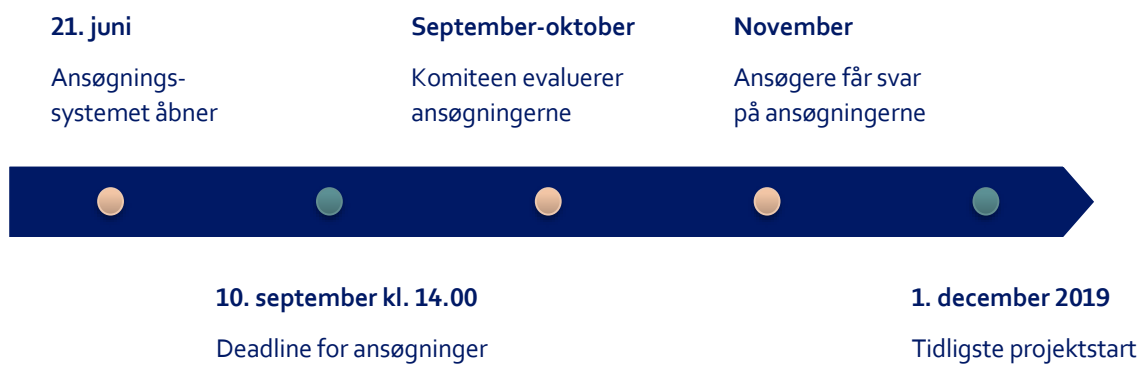 21. juni
Ansøgnings-
systemet åbner
September-oktober
Komiteen evaluerer
ansøgningerne
November
Ansøgere får svar
på ansøgningerne
10. september kl. 14.00
Deadline for ansøgninger
1. december 2019
Tidligste projektstart